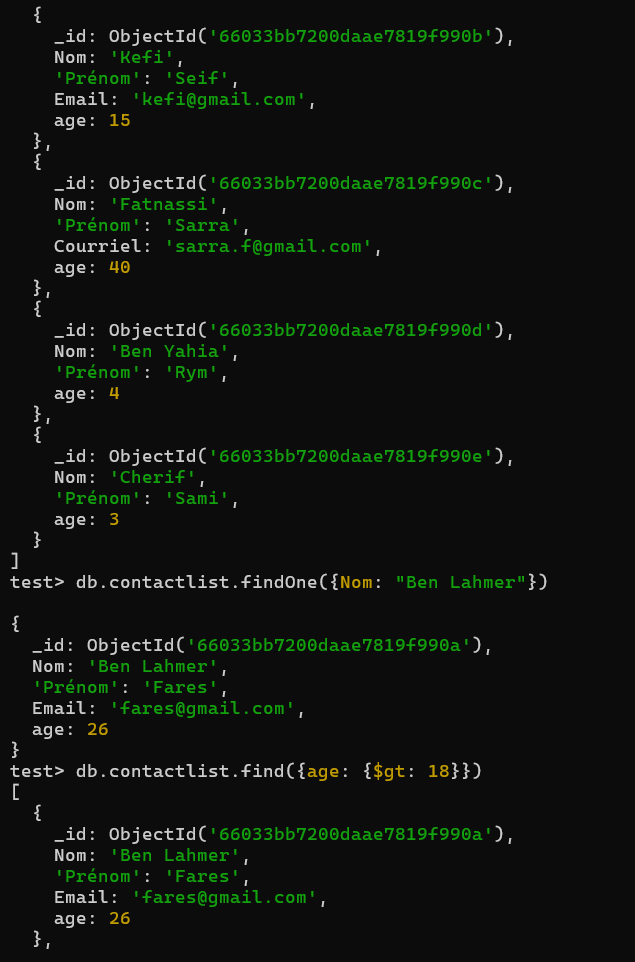 {
_id: ObjectId('66033bb7200daae7819f990b'),
Nom: 'Kefi',
'Prénom': 'Seif',
Email: 'kefi@gmail.com',
age: 15
},
{
_id: ObjectId('66033bb7200daae7819f990c'),
Nom: 'Fatnassi',
'Prénom': 'Sarra',
Courriel: 'sarra.f@gmail.com',
age: 40
},
{
_id: ObjectId('66033bb7200daae7819f990d'),
Nom: 'Ben Yahia',
'Prénom': 'Rym',
age: 4
},
{
_id: ObjectId('66033bb7200daae7819f990e'),
Nom: 'Cherif',
'Prénom': 'Sami',
age: 3
}
]
test> db.contactlist.findOne({Nom: "Ben Lahmer"})
{
_id: ObjectId('66033bb7200daae7819f990a'),
Nom: 'Ben Lahmer',
'Prénom': 'Fares',
Email: 'fares@gmail.com',
age: 26
}
test> db.contactlist.find({age: {$gt: 18}})
[
{
_id: ObjectId('66033bb7200daae7819f990a'),
Nom: 'Ben Lahmer',
'Prénom': 'Fares',
Email: 'fares@gmail.com',
age: 26
},